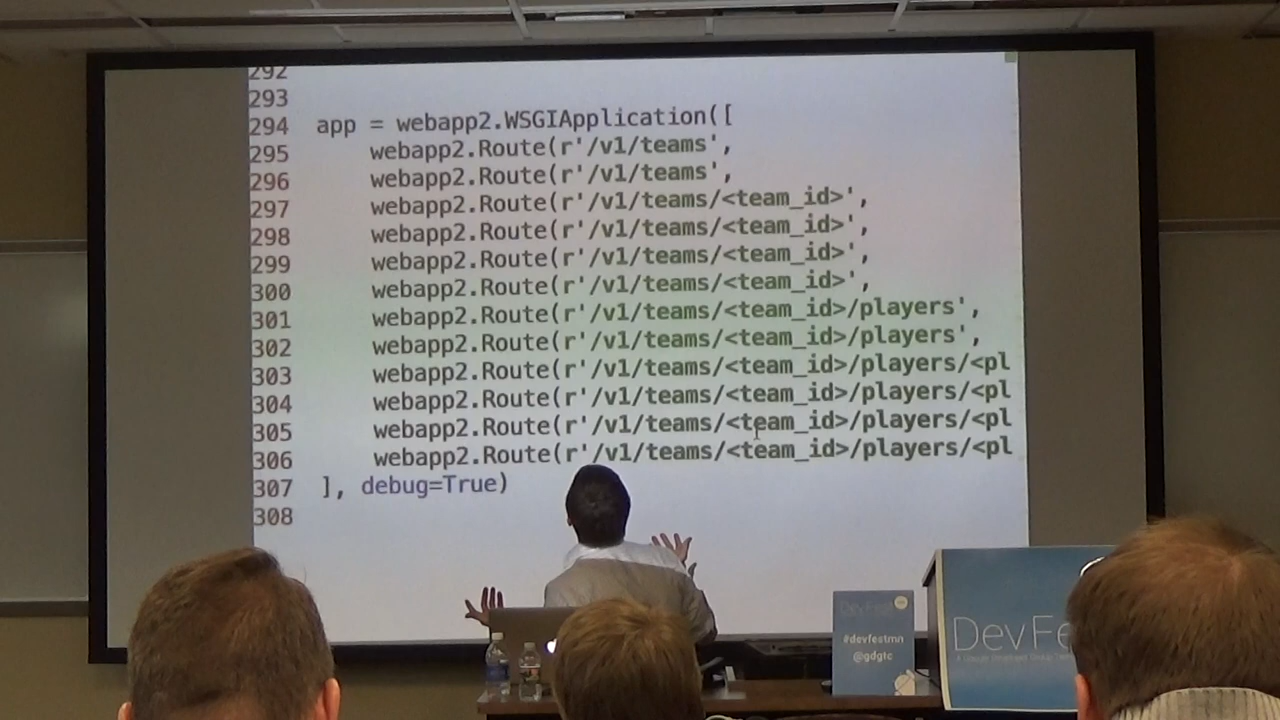 292
293
294 app = webapp2.WSGIApplication([
295 webapp2.Route(r'/v1/teams',
296 webapp2.Route(r'/v1/teams',
297 webapp2.Route(r'/v1/teams/<team_id>',
298 webapp2.Route(r'/v1/teams/<team_id>',
299 webapp2.Route(r'/v1/teams/<team_id>',
300 webapp2.Route(r'/v1/teams/<team_id>',
301 webapp2.Route(r'/v1/teams/<team_id>/players',
302 webapp2.Route(r'/v1/teams/<team_id>/players',
303 webapp2.Route(r'/v1/teams/<team_id>/players/<pl
304 webapp2.Route(r'/v1/teams/<team_id>/players/<pl
305 webapp2.Route(r'/v1/teams/<team_id>/players/<pl
306 webapp2.Route(r'/v1/teams/<team_id>/players/<pl
307 ], debug=True)
308
DevFest
#devfestmn
@gdgtc
DevFe